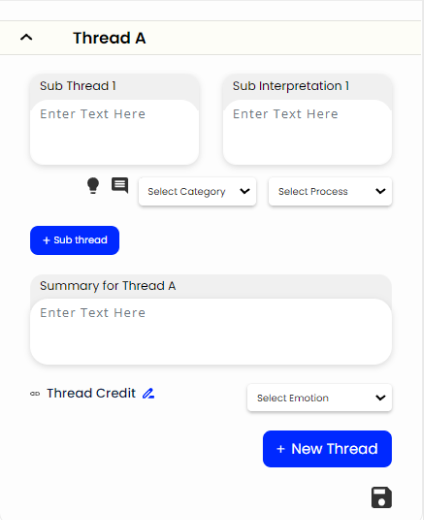 Thread A
Sub Thread 1
Sub Interpretation 1
Enter Text Here
Enter Text Here
Select Category
Select Process
+ Sub thread
Summary for Thread A
Enter Text Here
Thread Credit
Select Emotion
+ New Thread